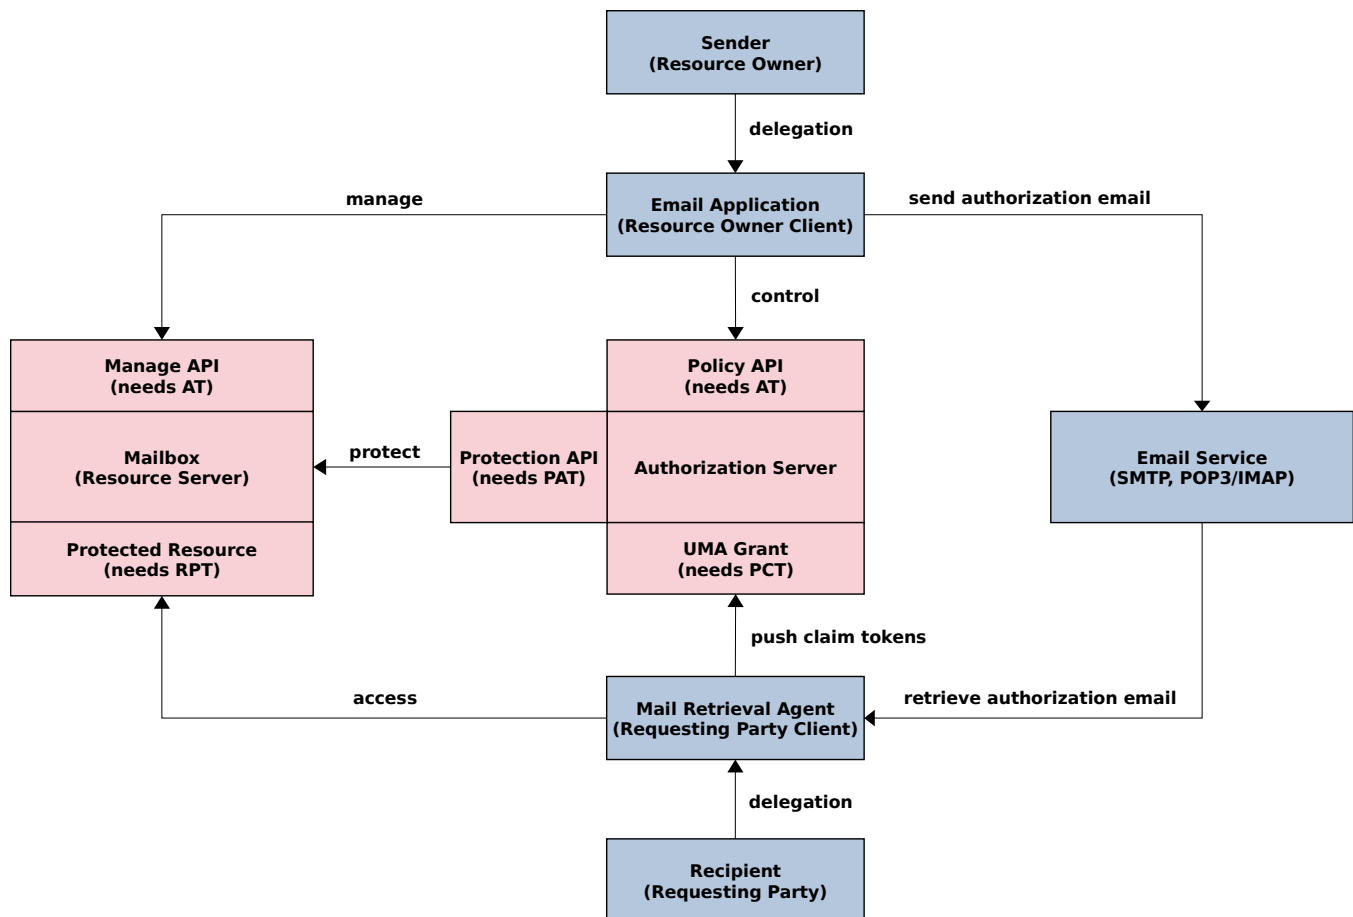 Sender
(Resource Owner)
delegation
manage
Email Application
(Resource Owner Client)
send authorization email
control
Manage API
(needs AT)
Policy API
(needs AT)
Mailbox
(Resource Server)
protect
Protection API
(needs PAT)
Authorization Server
Email Service
(SMTP, POP3/IMAP)
Protected Resource
(needs RPT)
UMA Grant
(needs PCT)
push claim tokens
access
Mail Retrieval Agent
(Requesting Party Client)
retrieve authorization email
delegation
Recipient
(Requesting Party)